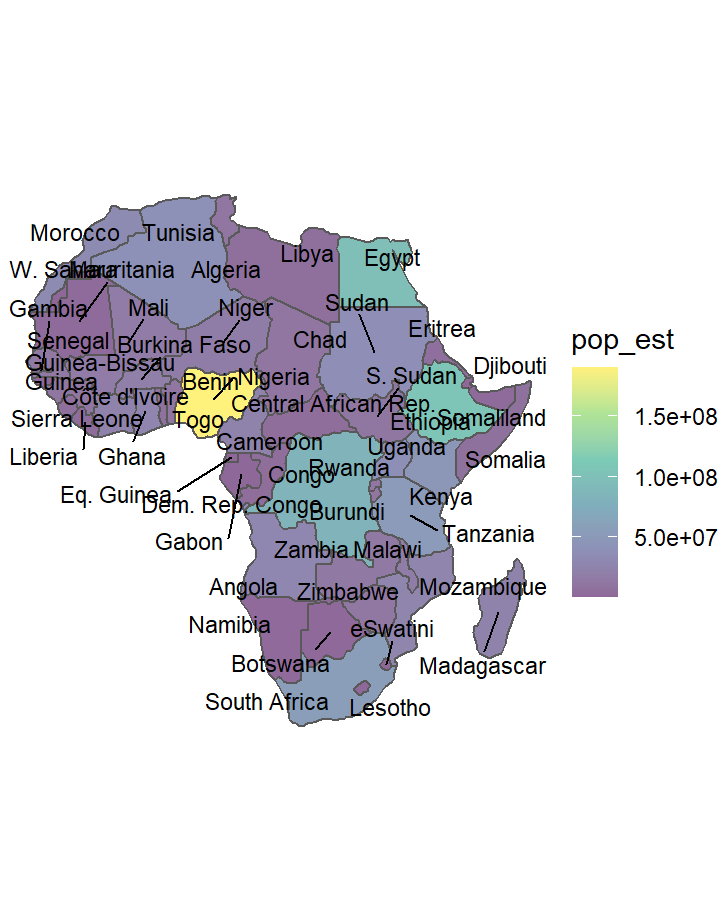 Morocco
Tunisia
Libya
Egypt
W. Sahara
Mauritania
Algeria
Gambia
Mali
Niger
Sudan
Senegal
Burkina Faso
Chad
Eritrea
pop_est
Guinea-Bissau
Djibouti
Guinea
Benin
Nigeria
S. Sudan
Côte d'Ivoire
Central African Rep.
1.5e+08
Sierra Leone
Togo
Ethiopia
Somaliland
Liberia
Ghana
Cameroon
Uganda
Somalia
Congo
Rwanda
1.0e+08
Eq. Guinea
Dem. Rep. Congo
Burundi
Kenya
Gabon
Tanzania
5.0e+07
Zambia
Malawi
Angola
Zimbabwe
Mozambique
Namibia
eSwatini
Botswana
Madagascar
South Africa
Lesotho